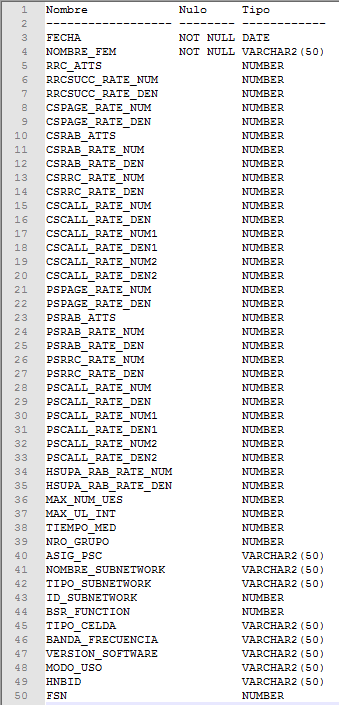 1 Nombre Nulo Tipo
2 ------------------ -------- ------------
3 FECHA NOT NULL DATE
4 NOMBRE_FEM NOT NULL VARCHAR2(50)
5 RRC_ATTS NUMBER
6 RRCSUCC_RATE_NUM NUMBER
7 RRCSUCC_RATE_DEN NUMBER
8 CSPAGE_RATE_NUM NUMBER
9 CSPAGE_RATE_DEN NUMBER
10 CSRAB_ATTS NUMBER
11 CSRAB_RATE_NUM NUMBER
12 CSRAB_RATE_DEN NUMBER
13 CSRRC_RATE_NUM NUMBER
14 CSRRC_RATE_DEN NUMBER
15 CSCALL_RATE_NUM NUMBER
16 CSCALL_RATE_DEN NUMBER
17 CSCALL_RATE_NUM1 NUMBER
18 CSCALL_RATE_DEN1 NUMBER
19 CSCALL_RATE_NUM2 NUMBER
20 CSCALL_RATE_DEN2 NUMBER
21 PSPAGE_RATE_NUM NUMBER
22 PSPAGE_RATE_DEN NUMBER
23 PSRAB_ATTS NUMBER
24 PSRAB_RATE_NUM NUMBER
25 PSRAB_RATE_DEN NUMBER
26 PSRRC_RATE_NUM NUMBER
27 PSRRC_RATE_DEN NUMBER
28 PSCALL_RATE_NUM NUMBER
29 PSCALL_RATE_DEN NUMBER
30 PSCALL_RATE_NUM1 NUMBER
31 PSCALL_RATE_DEN1 NUMBER
32 PSCALL_RATE_NUM2 NUMBER
33 PSCALL_RATE_DEN2 NUMBER
34 HSUPA_RAB_RATE_NUM NUMBER
35 HSUPA_RAB_RATE_DEN NUMBER
36 MAX_NUM_UES NUMBER
37 MAX_UL_INT NUMBER
38 TIEMPO_MED NUMBER
39 NRO_GRUPO NUMBER
40 ASIG_PSC VARCHAR2(50)
41 NOMBRE_SUBNETWORK VARCHAR2(50)
42 TIPO_SUBNETWORK VARCHAR2(50)
43 ID_SUBNETWORK NUMBER
44 BSR_FUNCTION NUMBER
45 TIPO_CELDA VARCHAR2(50)
46 BANDA_FRECUENCIA VARCHAR2(50)
47 VERSION_SOFTWARE VARCHAR2(50)
48 MODO_USO VARCHAR2(50)
49 HNBID VARCHAR2(50)
50 FSN NUMBER